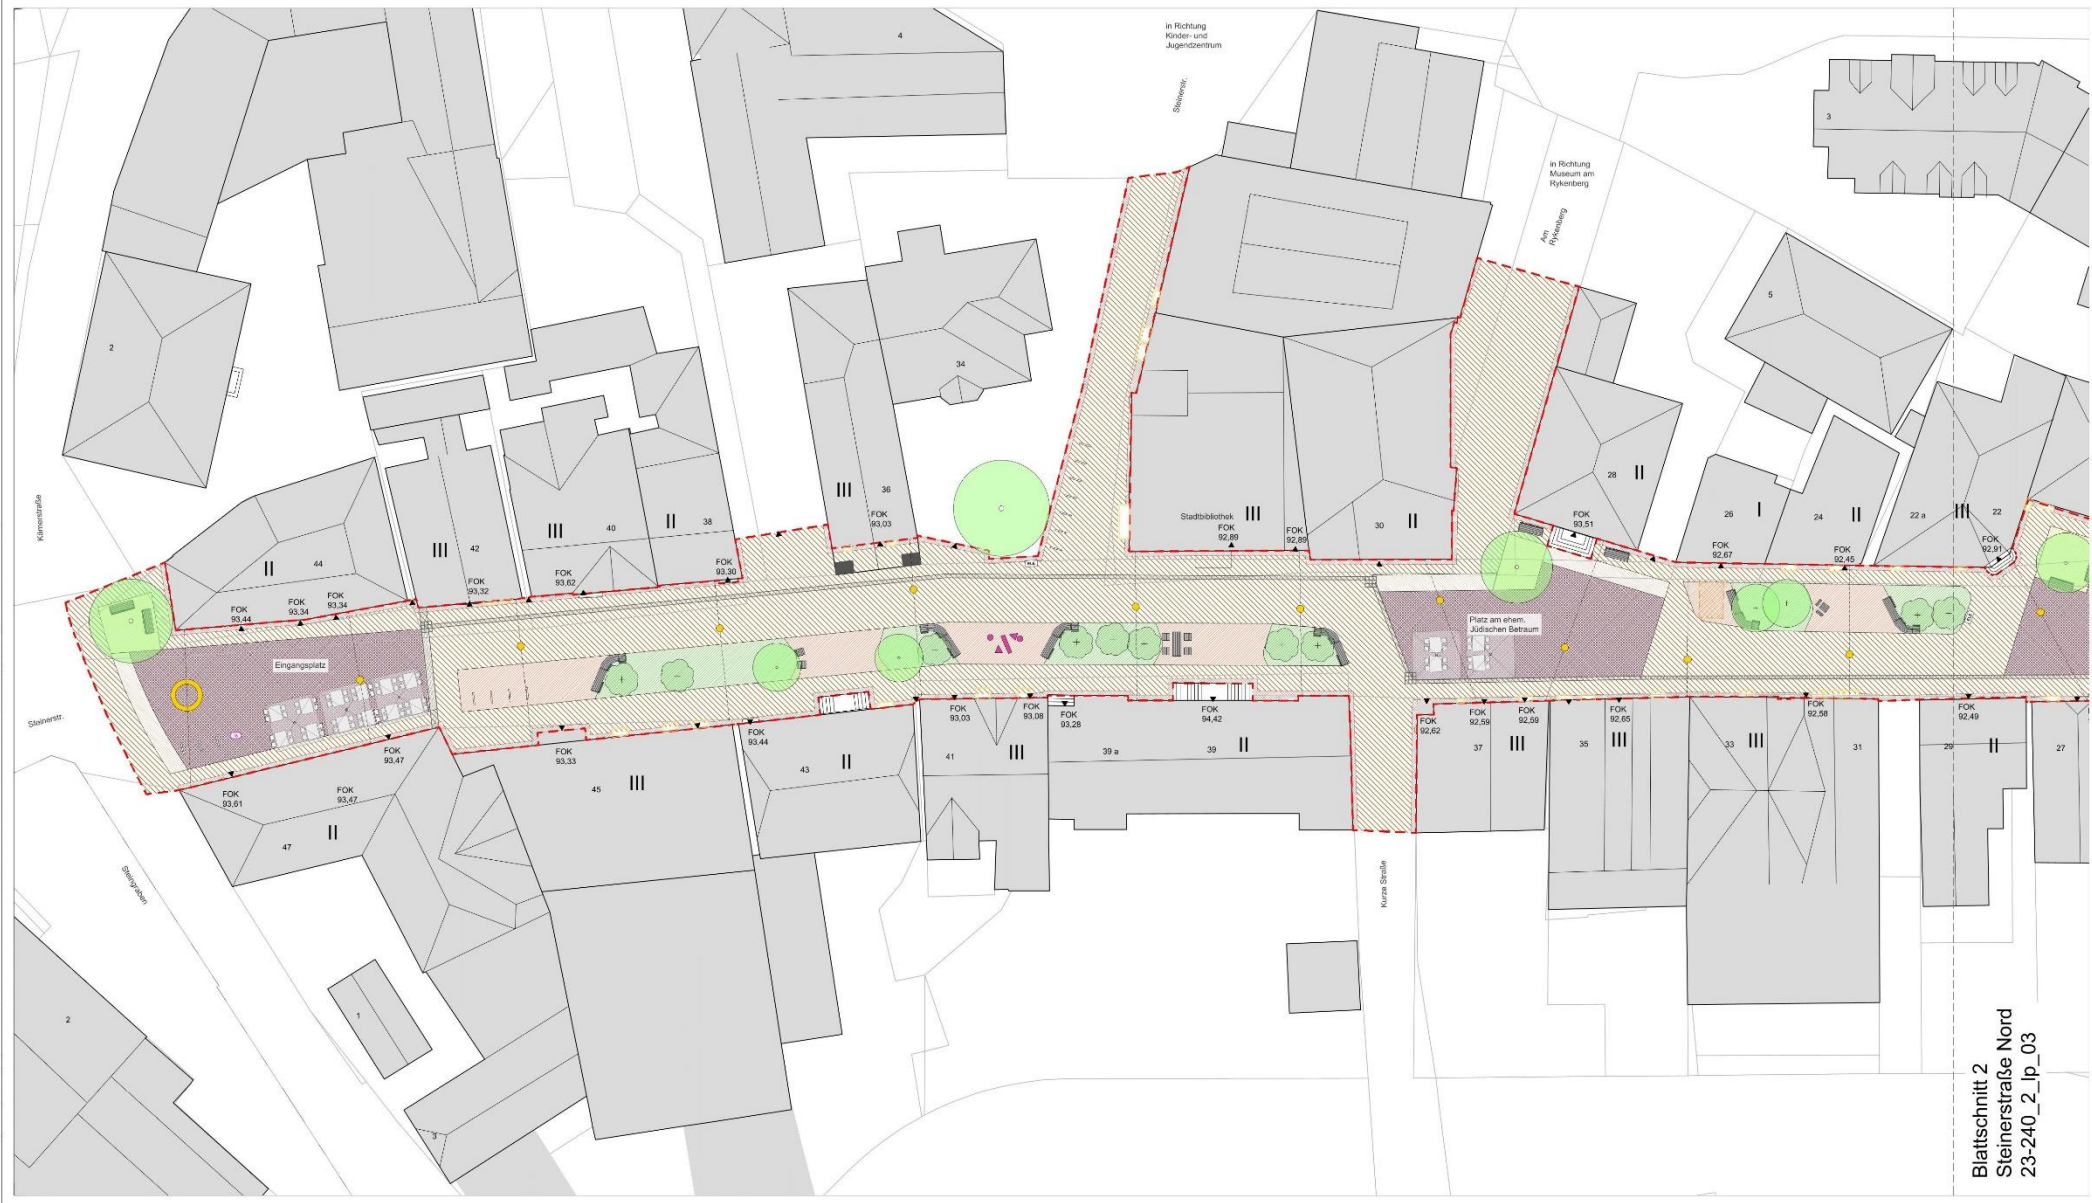 4
in Richtung
Kinder- und
Jugendzentrum
Steinerstr.
3
in Richtung
Museum am
Rykenberg
Am
Rykenberg
2
5
34
Körnerstraße
II
44
III
42
III
40
II
38
III
36
FOK
93,03
Stadtbibliothek
III
FOK
92,89
FOK
92,89
30
II
28
II
FOK
93,51
26
I
24
II
22 a
III
22
FOK
92,91
FOK
92,67
FOK
92,45
FOK
93,44
FOK
93,34
FOK
93,34
FOK
93,32
FOK
93,62
FOK
93,30
Eingangsplatz
Platz am ehem.
Jüdischen Betraum
Steinerstr.
FOK
93,61
FOK
93,47
FOK
93,47
47
II
FOK
93,33
45
III
FOK
93,44
43
II
FOK
93,03
FOK
93,08
FOK
93,28
41
III
39 a
FOK
94,42
39
II
FOK
92,62
FOK
92,59
FOK
92,59
37
III
FOK
92,65
35
III
33
III
FOK
92,58
31
FOK
92,49
29
II
27
Steingraben
Kurze Straße
2
1
3
Blattschnitt 2
Steinerstraße Nord
23-240_2_lp_03